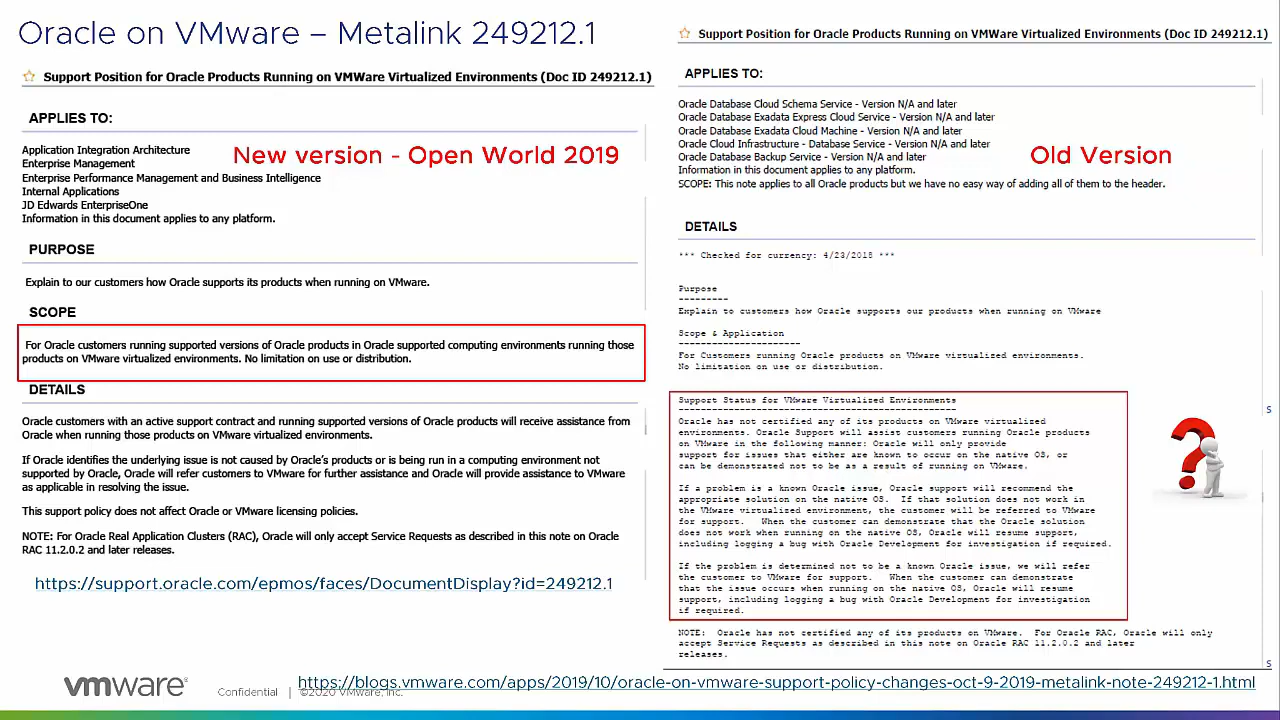 Oracle on VMware – Metalink 249212.1
Support Position for Oracle Products Running on VMWare Virtualized Environments (Doc ID 249212.1)
APPLIES TO:
Application Integration Architecture
Enterprise Management
Enterprise Performance Management and Business Intelligence
Internal Applications
JD Edwards EnterpriseOne
Information in this document applies to any platform.
New version - Open World 2019
PURPOSE
Explain to our customers how Oracle supports its products when running on VMware.
SCOPE
For Oracle customers running supported versions of Oracle products in Oracle supported computing environments running those
products on VMware virtualized environments. No limitation on use or distribution.
DETAILS
Oracle customers with an active support contract and running supported versions of Oracle products will receive assistance from
Oracle when running those products on VMware virtualized environments.
If Oracle identifies the underlying issue is not caused by Oracle's products or is being run in a computing environment not
supported by Oracle, Oracle will refer customers to VMware for further assistance and Oracle will provide assistance to VMware
as applicable in resolving the issue.
This support policy does not affect Oracle or VMware licensing policies.
NOTE: For Oracle Real Application Clusters (RAC), Oracle will only accept Service Requests as described in this note on Oracle
RAC 11.2.0.2 and later releases.
https://support.oracle.com/epmos/faces/DocumentDisplay?id=249212.1
Support Position for Oracle Products Running on VMWare Virtualized Environments (Doc ID 249212.1)
APPLIES TO:
Oracle Database Cloud Schema Service - Version N/A and later
Oracle Database Exadata Express Cloud Service - Version N/A and later
Oracle Database Exadata Cloud Machine - Version N/A and later
Oracle Cloud Infrastructure - Database Service - Version N/A and later
Oracle Database Backup Service - Version N/A and later
Information in this document applies to any platform.
SCOPE: This note applies to all Oracle products but we have no easy way of adding all of them to the header.
Old Version
DETAILS
*** Checked for currency: 4/23/2018 ***
Purpose
---------
Explain to customers how Oracle supports our products when running on VMware
Scope & Application
----------------------
For Customers running Oracle products on VMware virtualized environments.
No limitation on use or distribution.
Support Status for VMware Virtualized Environments
--------------------------------------------------
Oracle has not certified any of its products on VMware virtualized
environments. Oracle Support will assist customers running Oracle products
on VMware in the following manner: Oracle will only provide
support for issues that either are known to occur on the native OS, or
can be demonstrated not to be as a result of running on VMware.
If a problem is a known Oracle issue, Oracle support will recommend the
appropriate solution on the native OS. If that solution does not work in
the VMware virtualized environment, the customer will be referred to VMware
for support. When the customer can demonstrate that the Oracle solution
does not work when running on the native OS, Oracle will resume support,
including logging a bug with Oracle Development for investigation if required.
If the problem is determined not to be a known Oracle issue, we will refer
the customer to VMware for support. When the customer can demonstrate
that the issue occurs when running on the native OS, Oracle will resume
support, including logging a bug with Oracle Development for investigation
if required.
NOTE: Oracle has not certified any of its products on VMware. For Oracle RAC, Oracle will only
accept Service Requests as described in this note on Oracle RAC 11.2.0.2 and later
releases.
S
S
https://blogs.vmware.com/apps/2019/10/oracle-on-vmware-support-policy-changes-oct-9-2019-metalink-note-249212-1.html
vmware®
Confidential | ©2020 VMware, Inc.